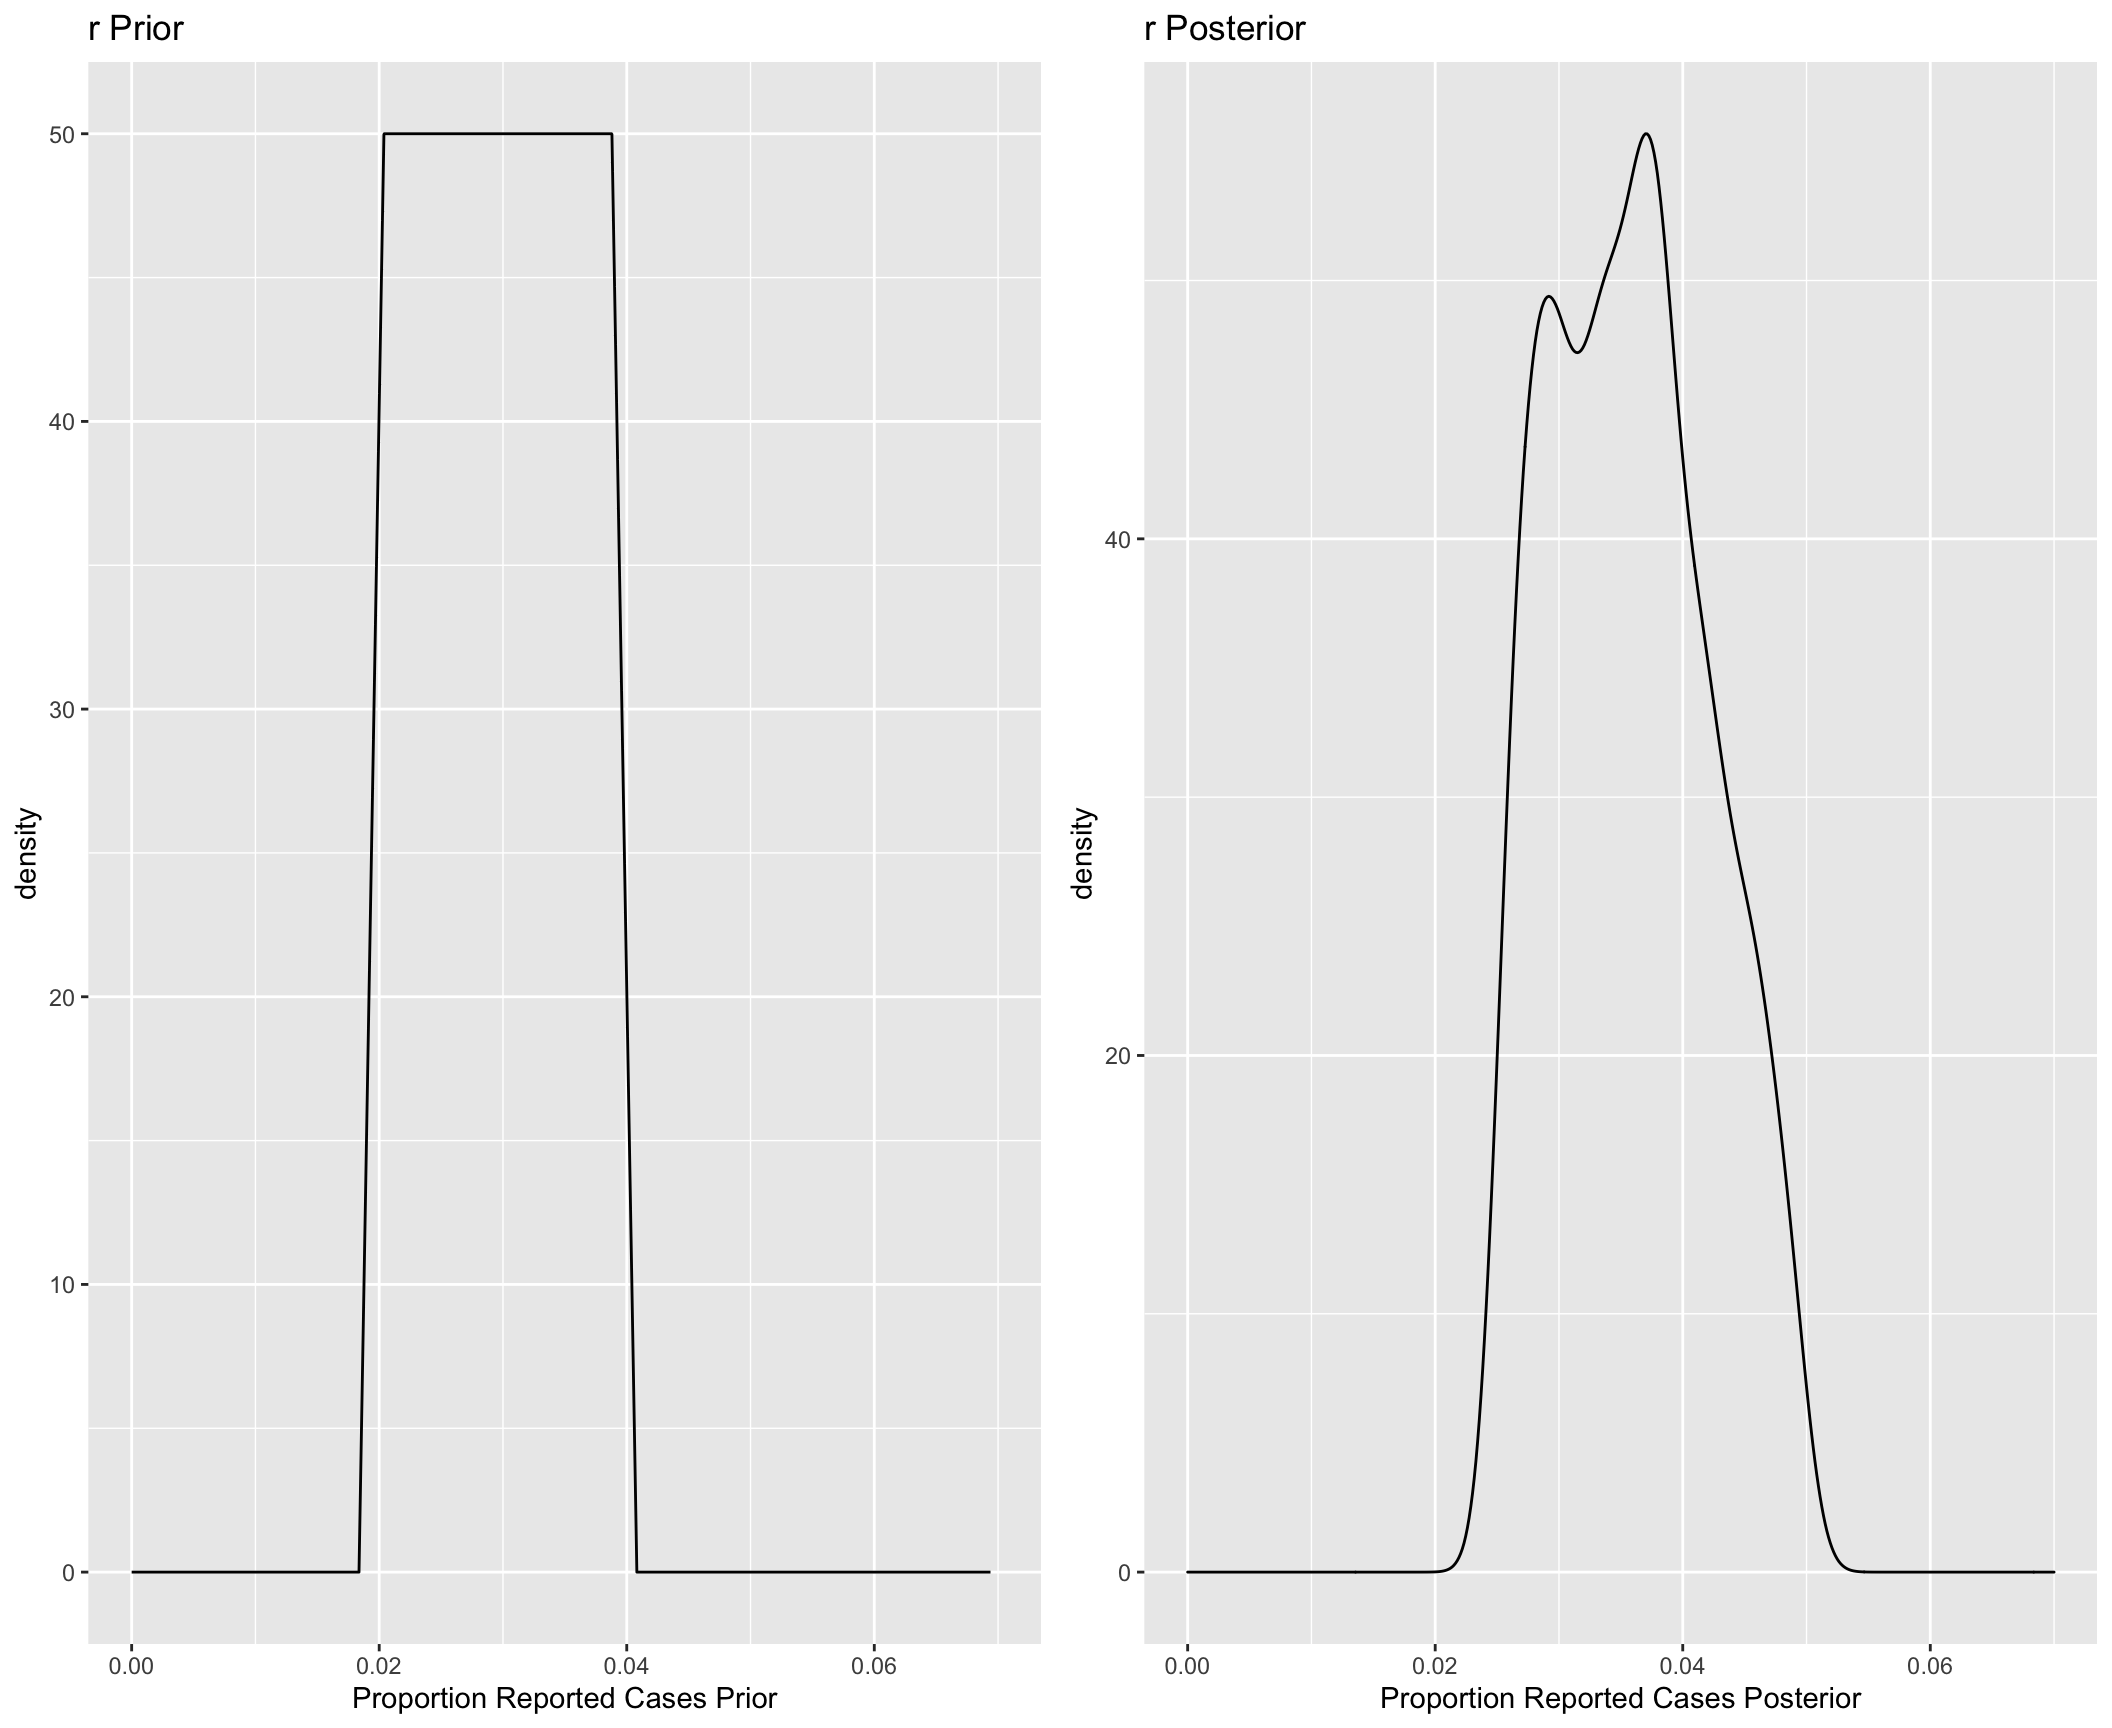 r Prior
density
50
40
30
20
10
0
0.00 0.02 0.04 0.06
Proportion Reported Cases Prior
r Posterior
density
40
20
0
0.00 0.02 0.04 0.06
Proportion Reported Cases Posterior